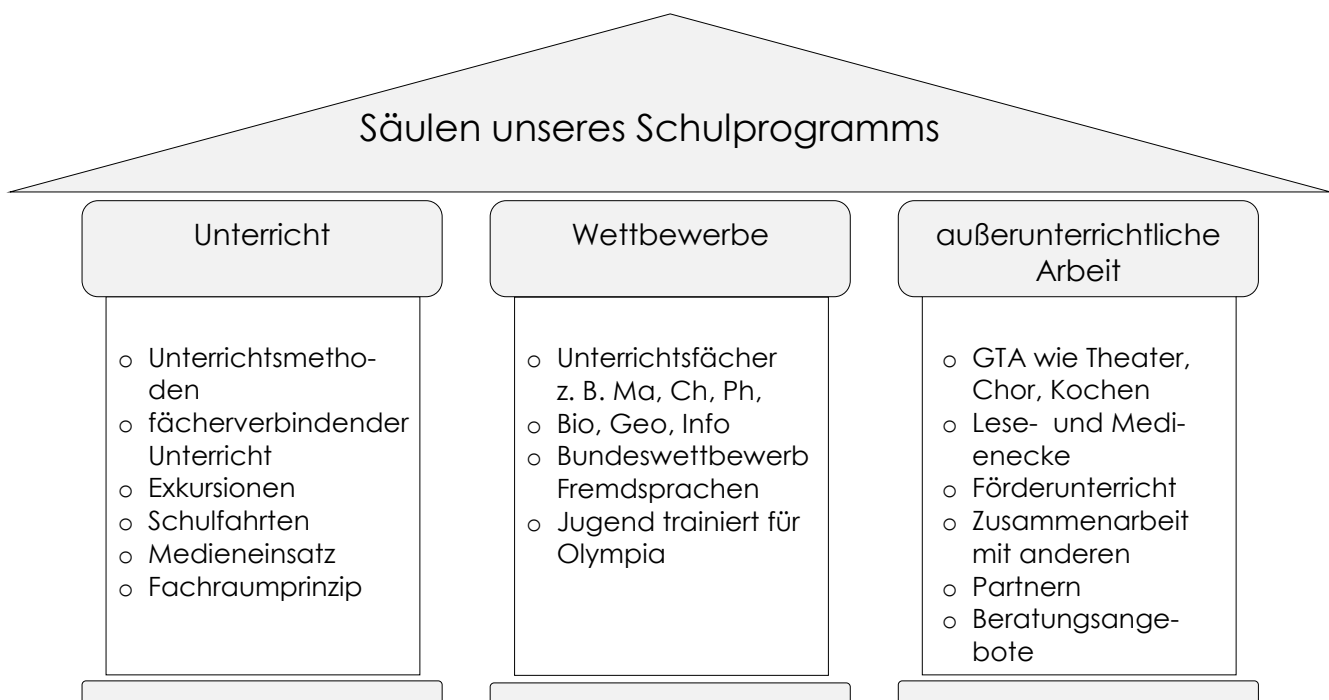 Säulen unseres Schulprogramms
Unterricht
o Unterrichtsmetho-
den
o fächerverbindender
Unterricht
o Exkursionen
o Schulfahrten
o Medieneinsatz
o Fachraumprinzip
Wettbewerbe
o Unterrichtsfächer
z. B. Ma, Ch, Ph,
o Bio, Geo, Info
o Bundeswettbewerb
Fremdsprachen
o Jugend trainiert für
Olympia
außerunterrichtliche
Arbeit
o GTA wie Theater,
Chor, Kochen
o Lese- und Medi-
enecke
o Förderunterricht
o Zusammenarbeit
mit anderen
o Partnern
o Beratungsange-
bote